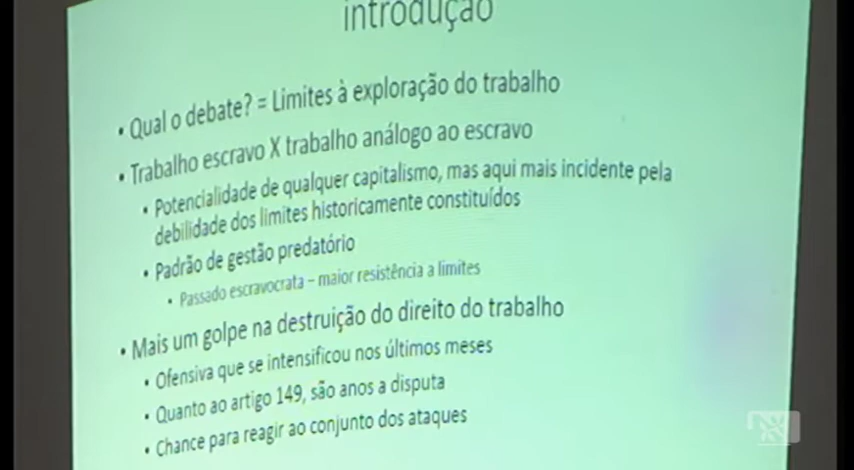 introdução
• Qual o debate? = Limites à exploração do trabalho
• Trabalho escravo X trabalho análogo ao escravo
• Potencialidade de qualquer capitalismo, mas aqui mais incidente pela
debilidade dos limites historicamente constituídos
• Padrão de gestão predatório
• Passado escravocrata – maior resistência a limites
• Mais um golpe na destruição do direito do trabalho
• Ofensiva que se intensificou nos últimos meses
• Quanto ao artigo 149, são anos a disputa
• Chance para reagir ao conjunto dos ataques